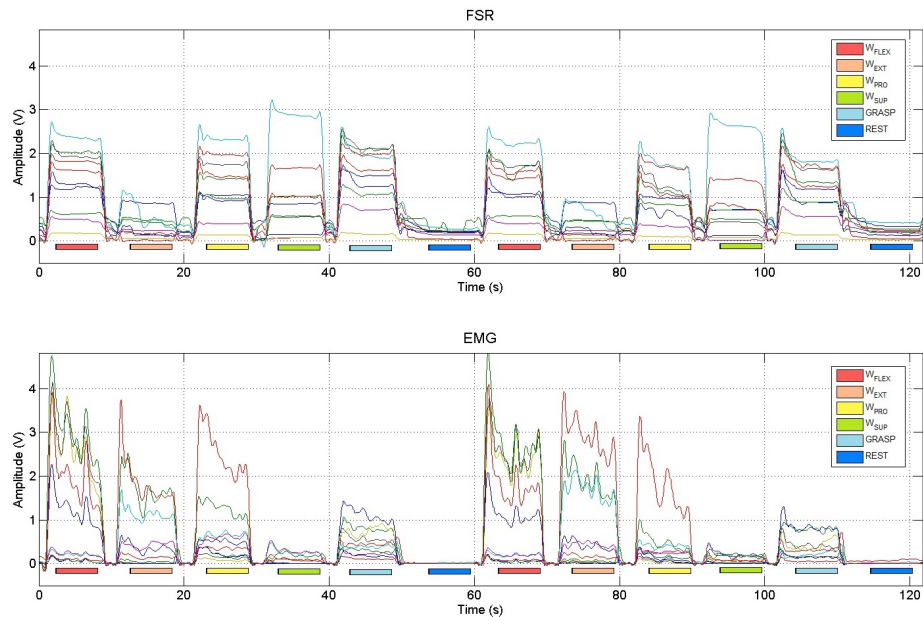 FSR
Amplitude (V)
4
3
2
1
0
W_FLEX
W_EXT
W_PRO
W_SUP
GRASP
REST
0 20 40 60 80 100 120
Time (s)
EMG
Amplitude (V)
4
3
2
1
0
W_FLEX
W_EXT
W_PRO
W_SUP
GRASP
REST
0 20 40 60 80 100 120
Time (s)